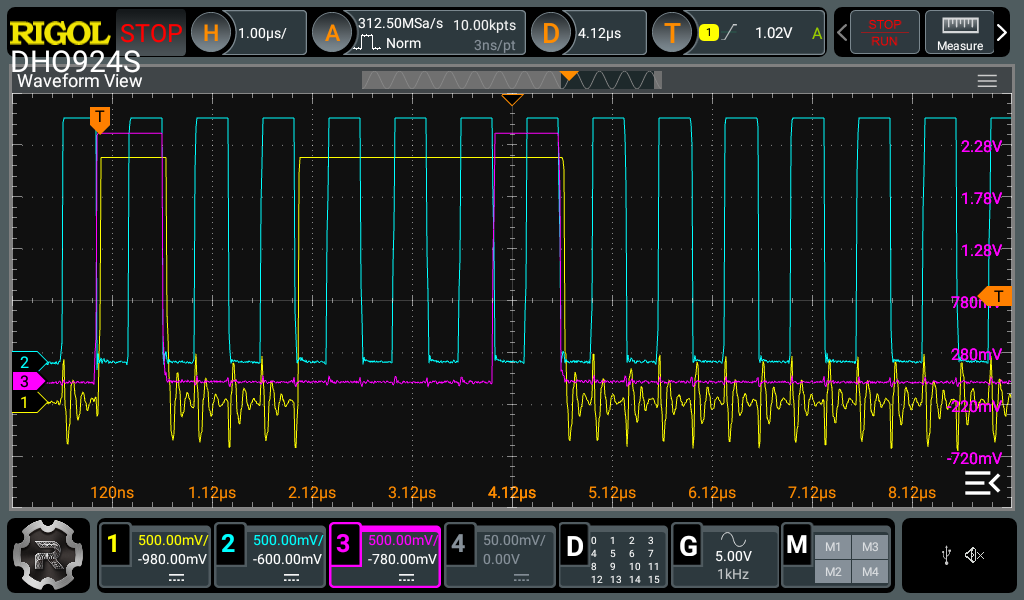 RIGOL STOP H 1.00μs/ A 312.50MSa/s 10.00kpts D 4.12μs T 1 1.02V A STOP
Norm 3ns/pt RUN Measure
DHO924S
Waveform View
T
2.28V
1.78V
1.28V
T
780mV
2 280mV
3
1 -220mV
-720mV
120ns 1.12μs 2.12μs 3.12μs 4.12μs 5.12μs 6.12μs 7.12μs 8.12μs
1 500.00mV/ 2 500.00mV/ 3 500.00mV/ 4 50.00mV/ D 0 1 2 3 G M M1 M3
-980.00mV -600.00mV -780.00mV 0.00V 4 5 6 7 5.00V
8 9 10 11 1kHz M2 M4
12 13 14 15
R